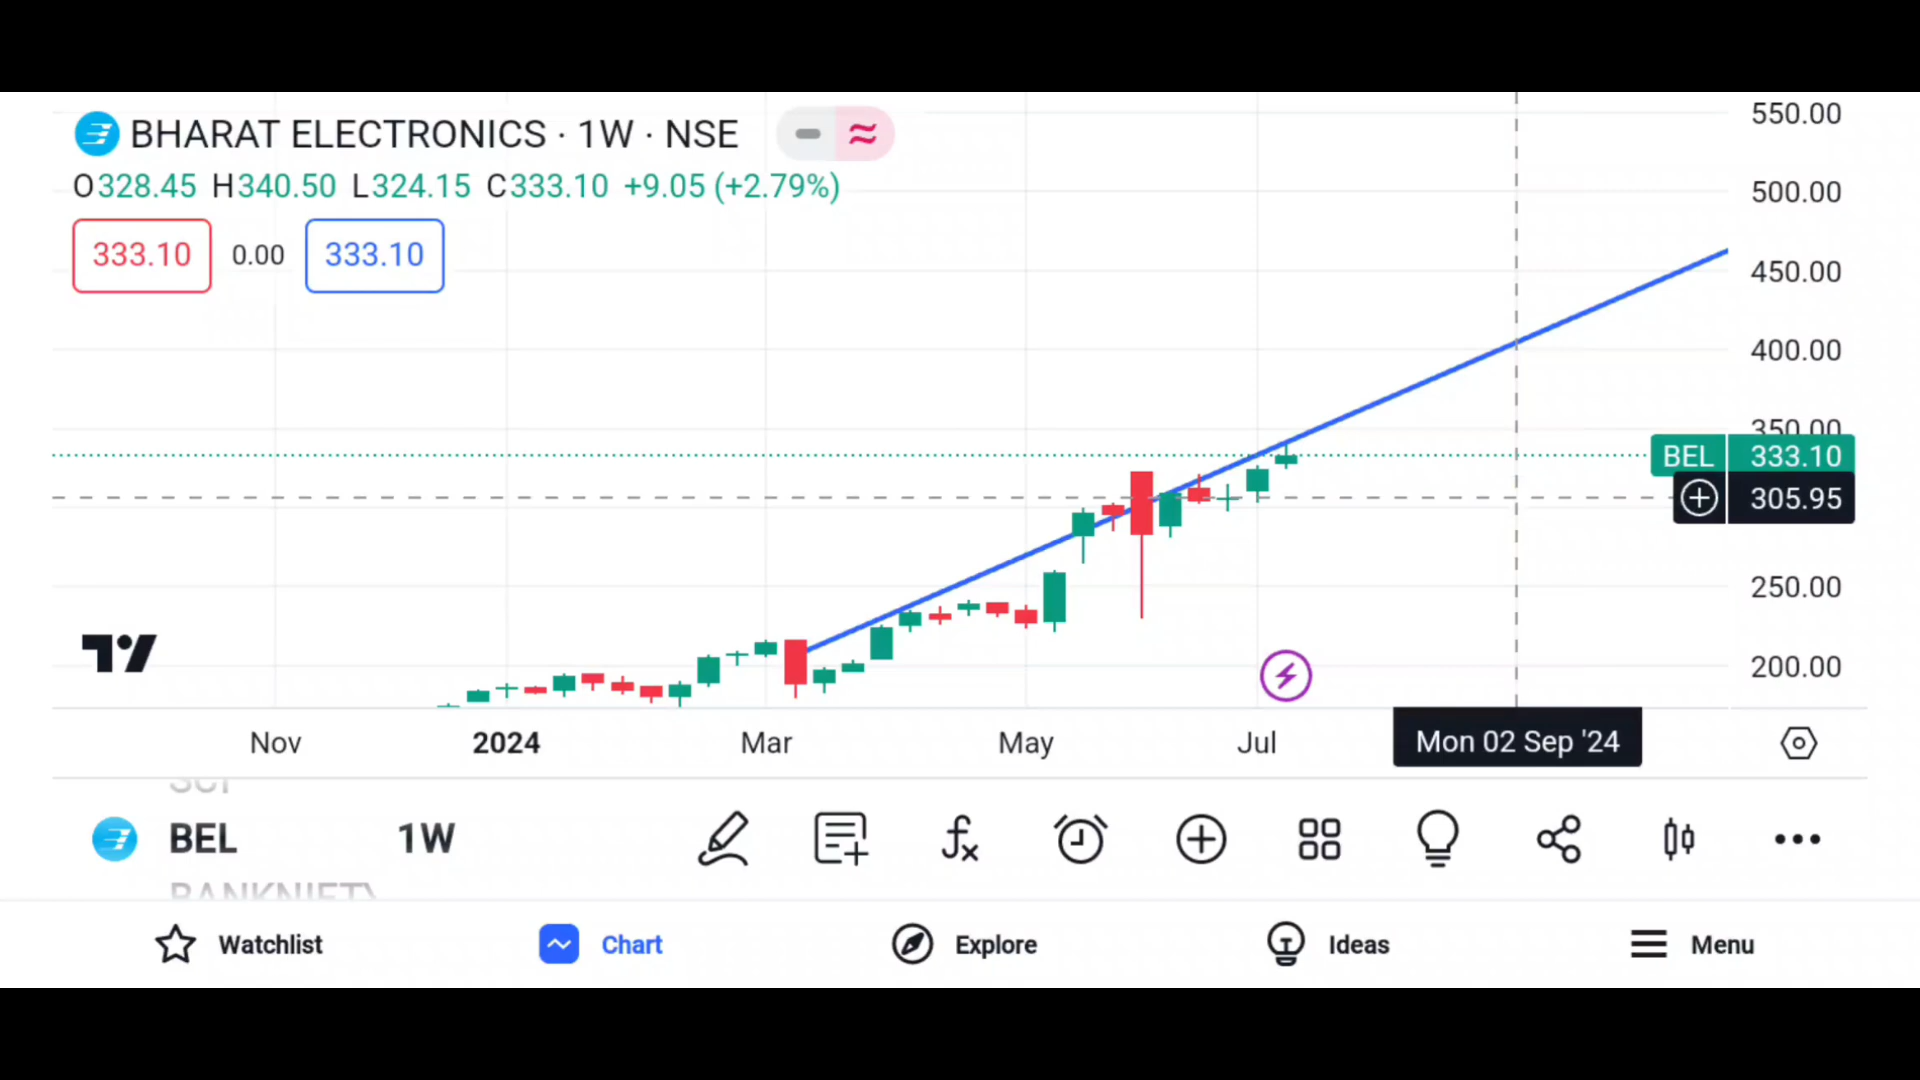 BHARAT ELECTRONICS · 1W · NSE
O328.45 H340.50 L324.15 C333.10 +9.05 (+2.79%)
333.10 0.00 333.10
550.00
500.00
450.00
400.00
350.00
BEL 333.10
305.95
250.00
200.00
Nov 2024 Mar May Jul Mon 02 Sep '24
SCI
BEL 1W
BANKNIFTY
Watchlist Chart Explore Ideas Menu